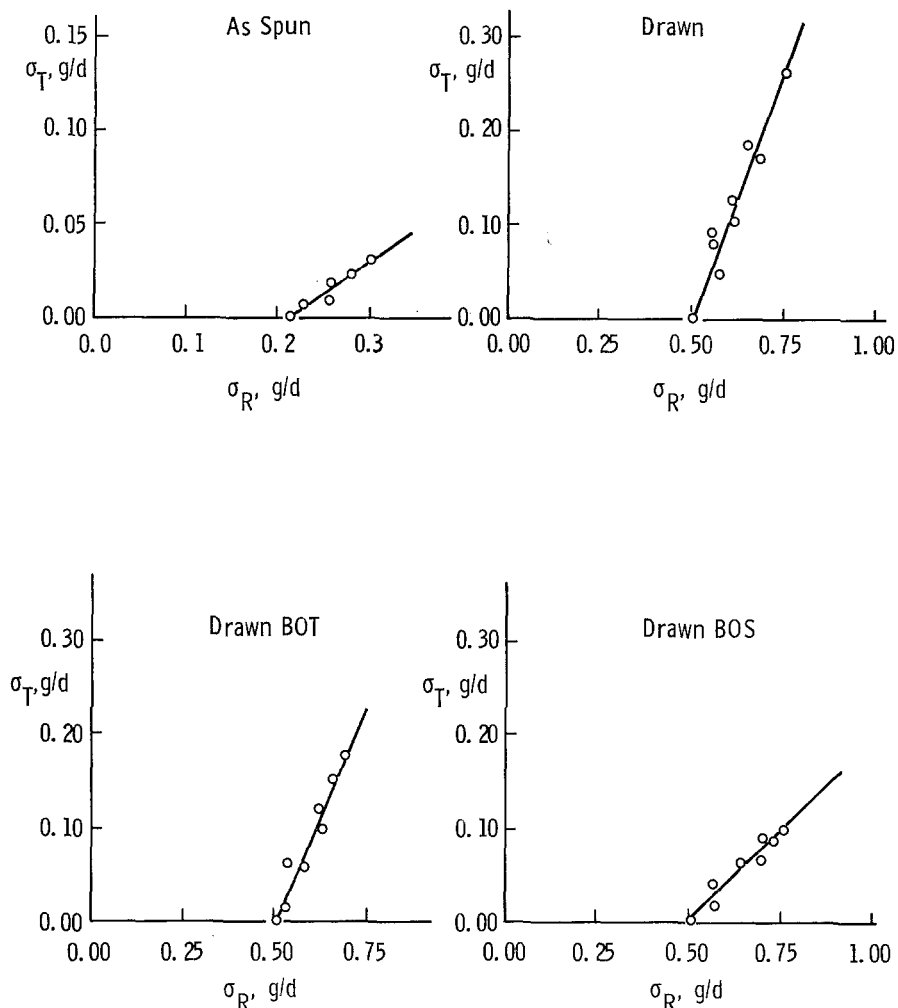 As Spun
0.15
σT, g/d
0.10
0.05
0.00
0.0 0.1 0.2 0.3
σR, g/d
Drawn
0.30
σT, g/d
0.20
0.10
0.00
0.00 0.25 0.50 0.75 1.00
σR, g/d
Drawn BOT
0.30
σT, g/d
0.20
0.10
0.00
0.00 0.25 0.50 0.75
σR, g/d
Drawn BOS
0.30
σT, g/d
0.20
0.10
0.00
0.00 0.25 0.50 0.75 1.00
σR, g/d